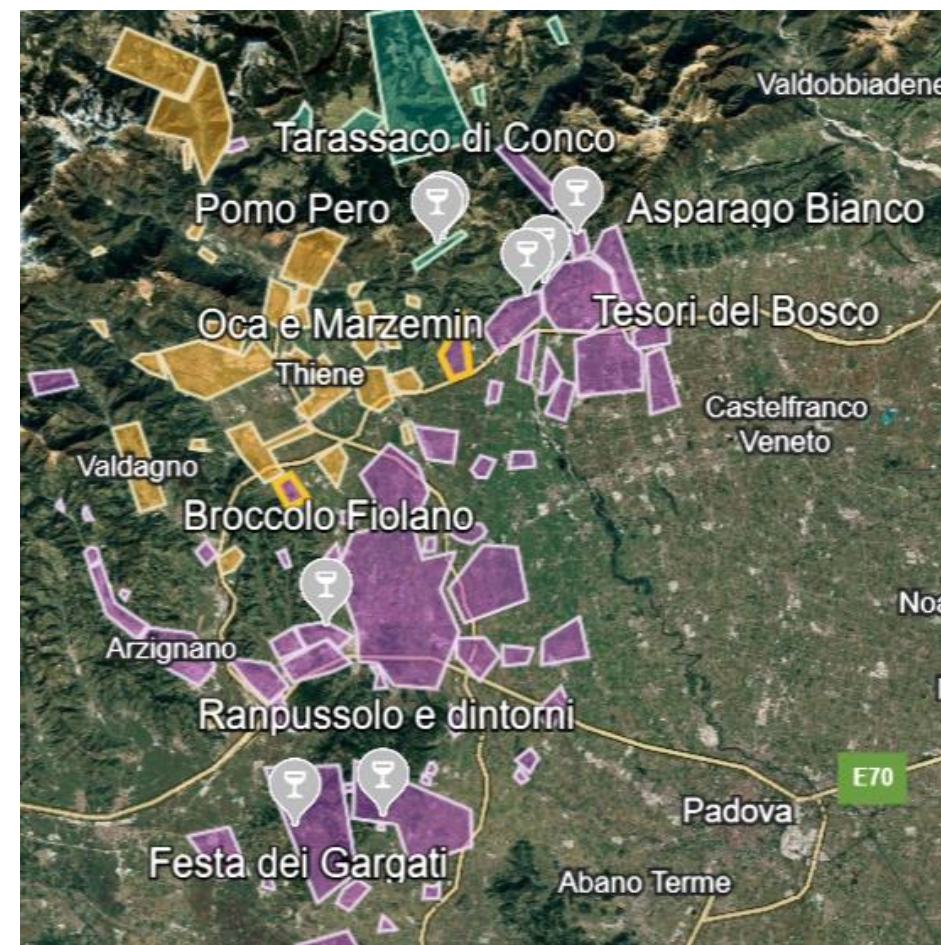 Valdobbiadene
Tarassaco di Conco
Pomo Pero
Asparago Bianco
Oca e Marzemin
Tesori del Bosco
Thiene
Castelfranco
Veneto
Valdagno
Broccolo Fiolano
Arzignano
Ranpussolo e dintorni
E70
Padova
Festa dei Gargati
Abano Terme